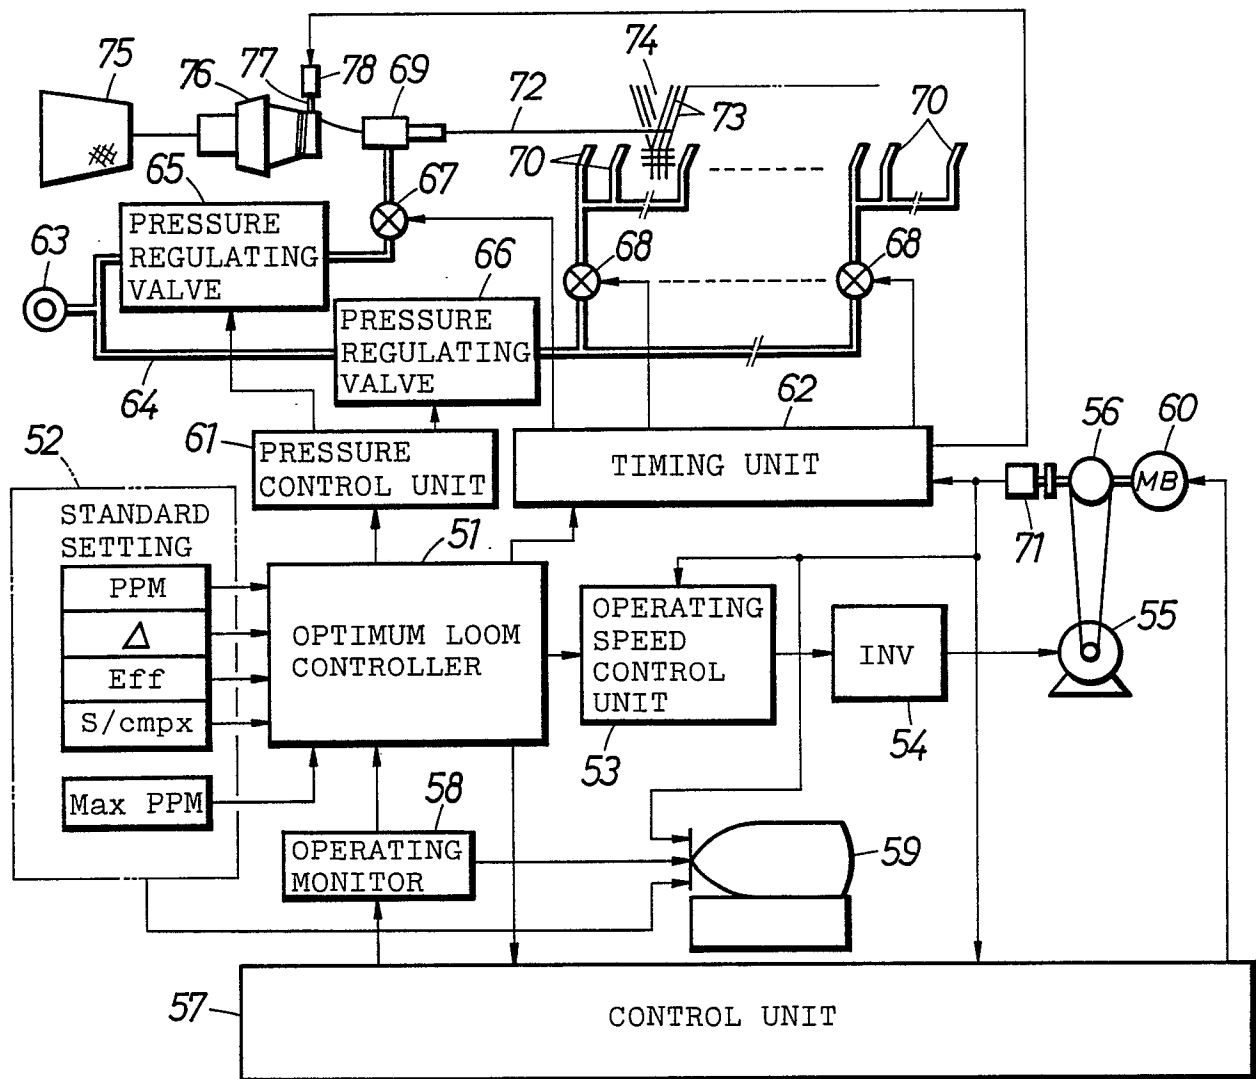 75
76
77
78
69
72
74
73
70
70
65
PRESSURE
REGULATING
VALVE
67
63
66
68
68
PRESSURE
REGULATING
VALVE
64
62
56
60
52
61
PRESSURE
CONTROL UNIT
TIMING UNIT
MB
71
STANDARD
SETTING
51
PPM
Δ
Eff
S/cmpx
OPTIMUM LOOM
CONTROLLER
OPERATING
SPEED
CONTROL
UNIT
INV
55
53
54
Max PPM
58
OPERATING
MONITOR
59
57
CONTROL UNIT